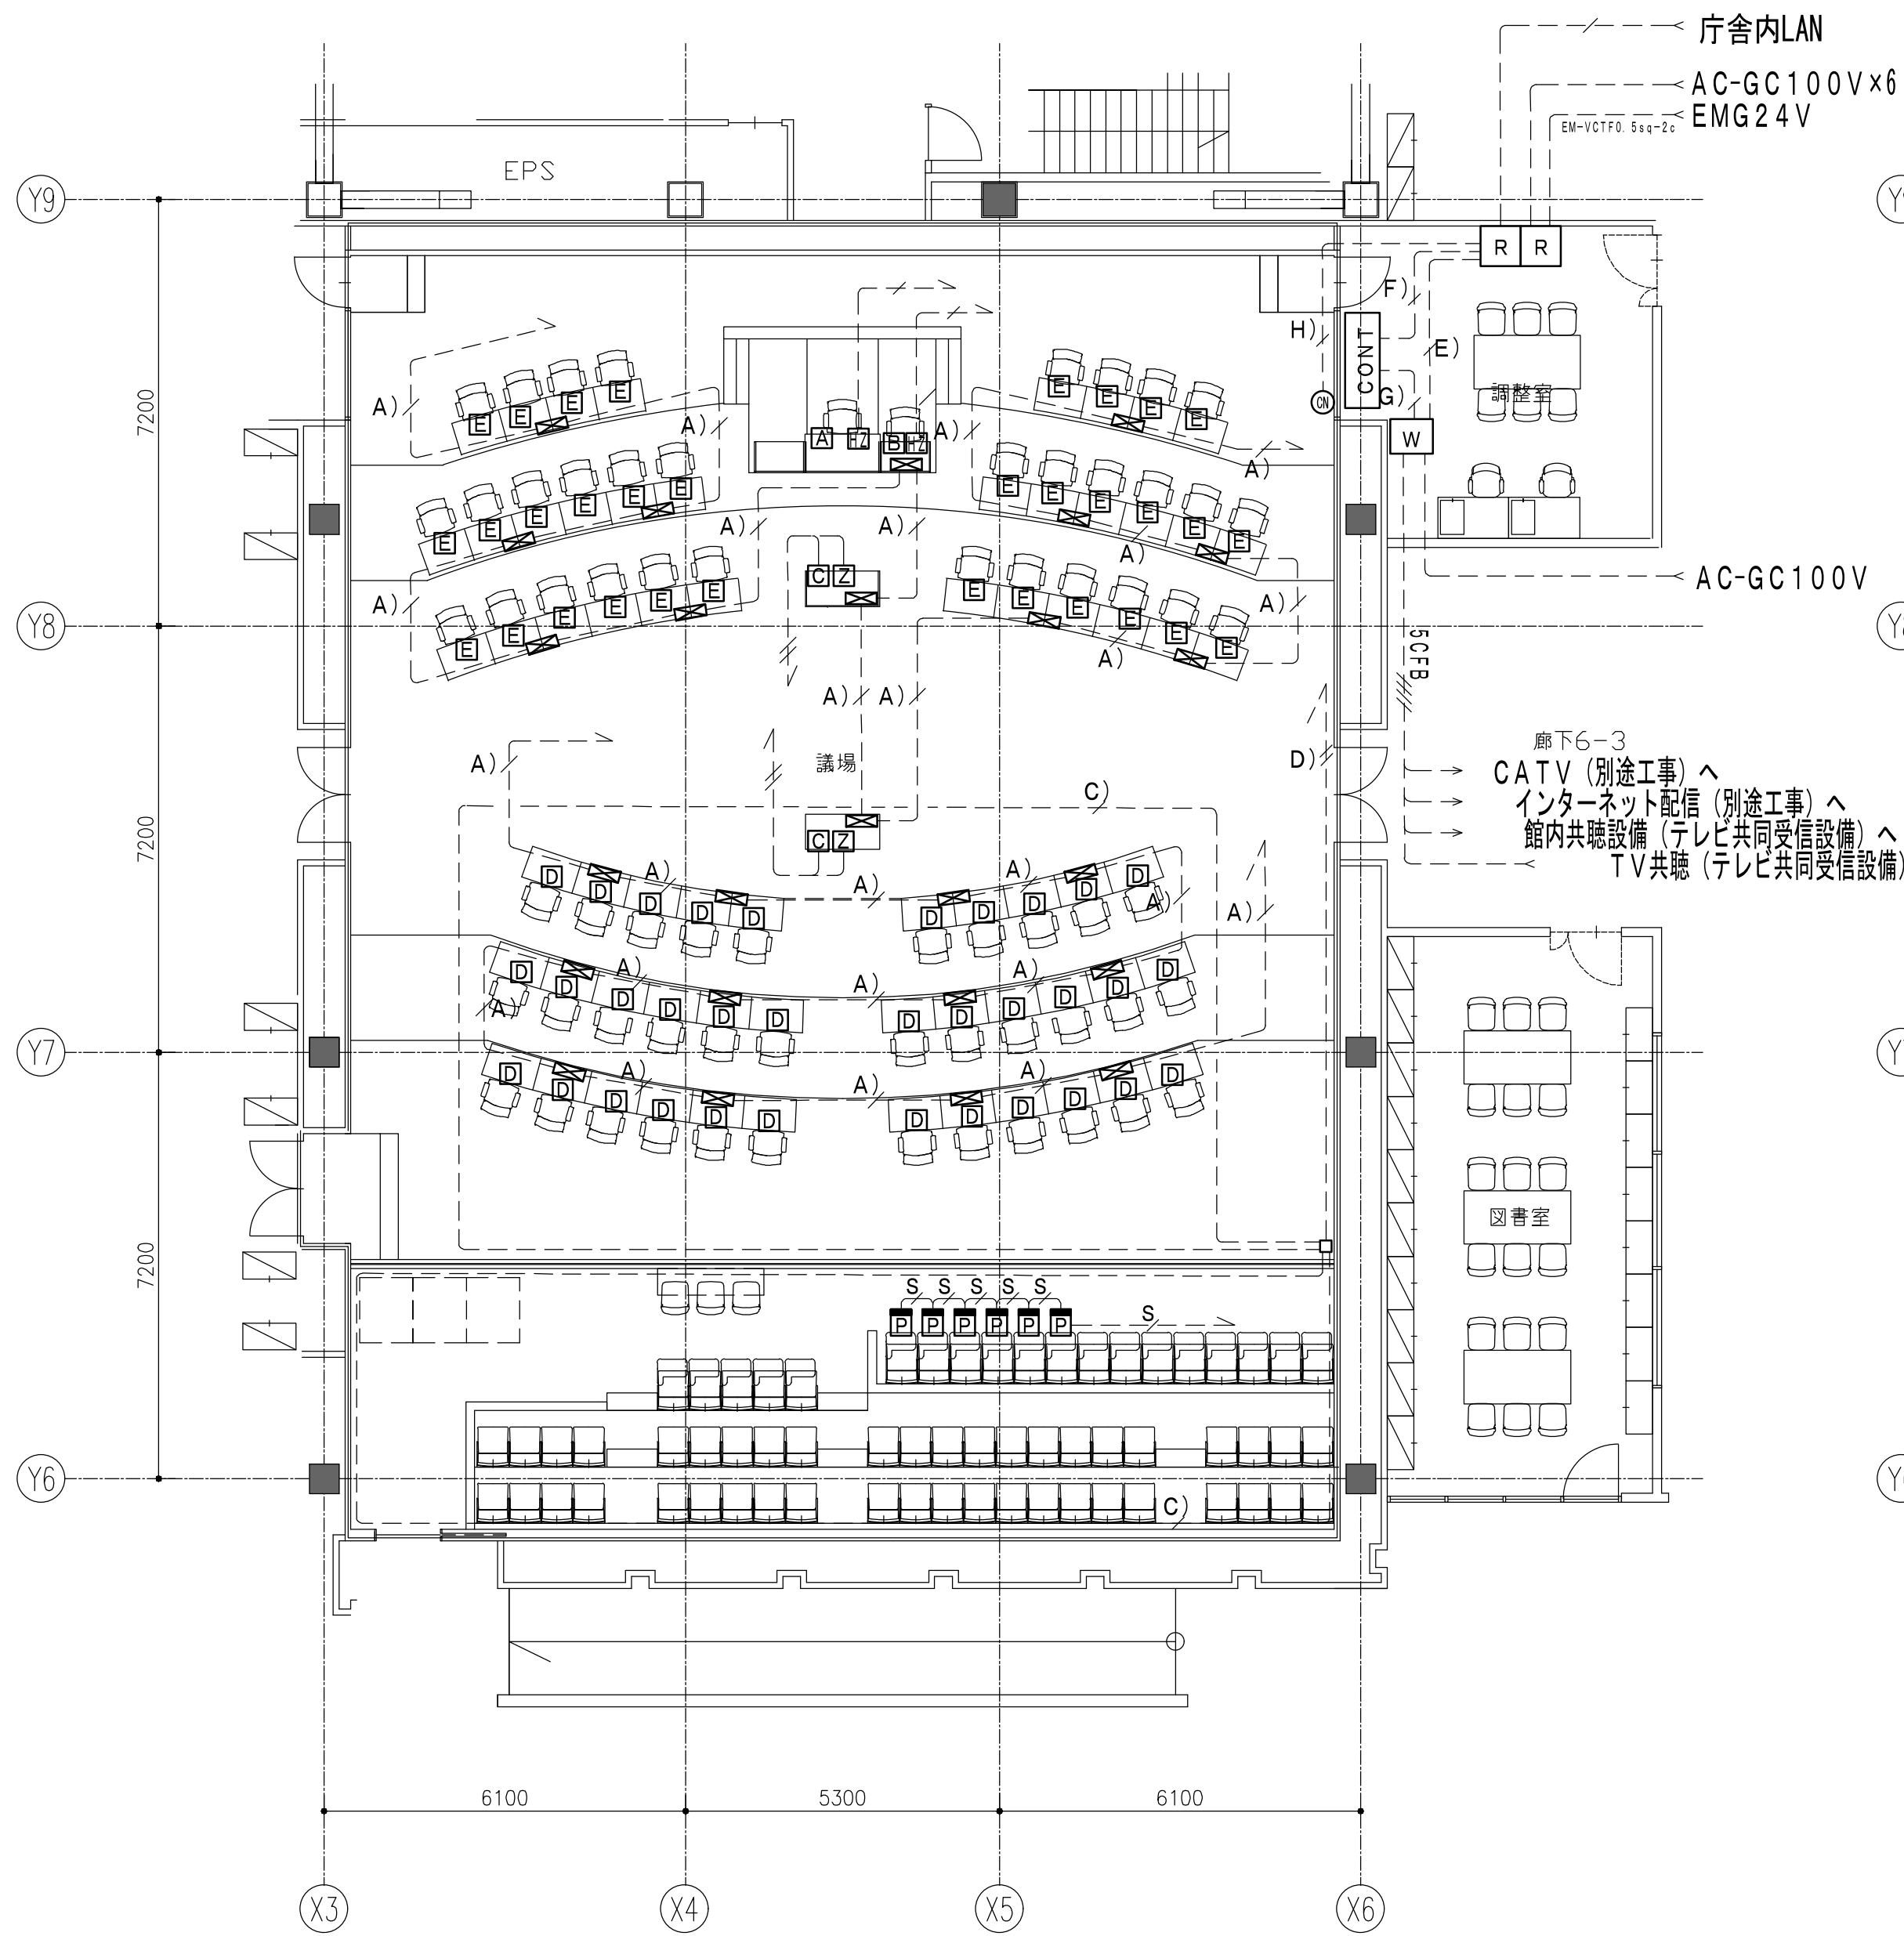 庁舎内LAN
AC-GC100V×6
EM-VCTF0.5sq-2c
EMG24V
EPS
Y9
R R
F)
H)
CONT
E)
G)
CN
W
調整室
7200
A)
E E E E
A)
A HZ B HZ
A)
E E E E
A)
E E E E E E
A)
A)
E E E E E E
A)
C Z
AC-GC100V
A)
E E E E E E
E E E E E E
A)
A)
Y8
5CFB
A)
A)
D)
廊下6-3
CATV（別途工事）へ
インターネット配信（別途工事）へ
館内共聴設備（テレビ共同受信設備）へ
TV共聴（テレビ共同受信設備）
議場
A)
C)
7200
C Z
A)
A)
A)
A)
A)
D D D D D
D D D D D
A)
A)
A)
A)
D D D D D D
D D D D D D
Y7
A)
A)
A)
D D D D D D
D D D D D D
図書室
7200
S S S S S
P P P P P P
S
Y6
C)
6100
5300
6100
X3
X4
X5
X6